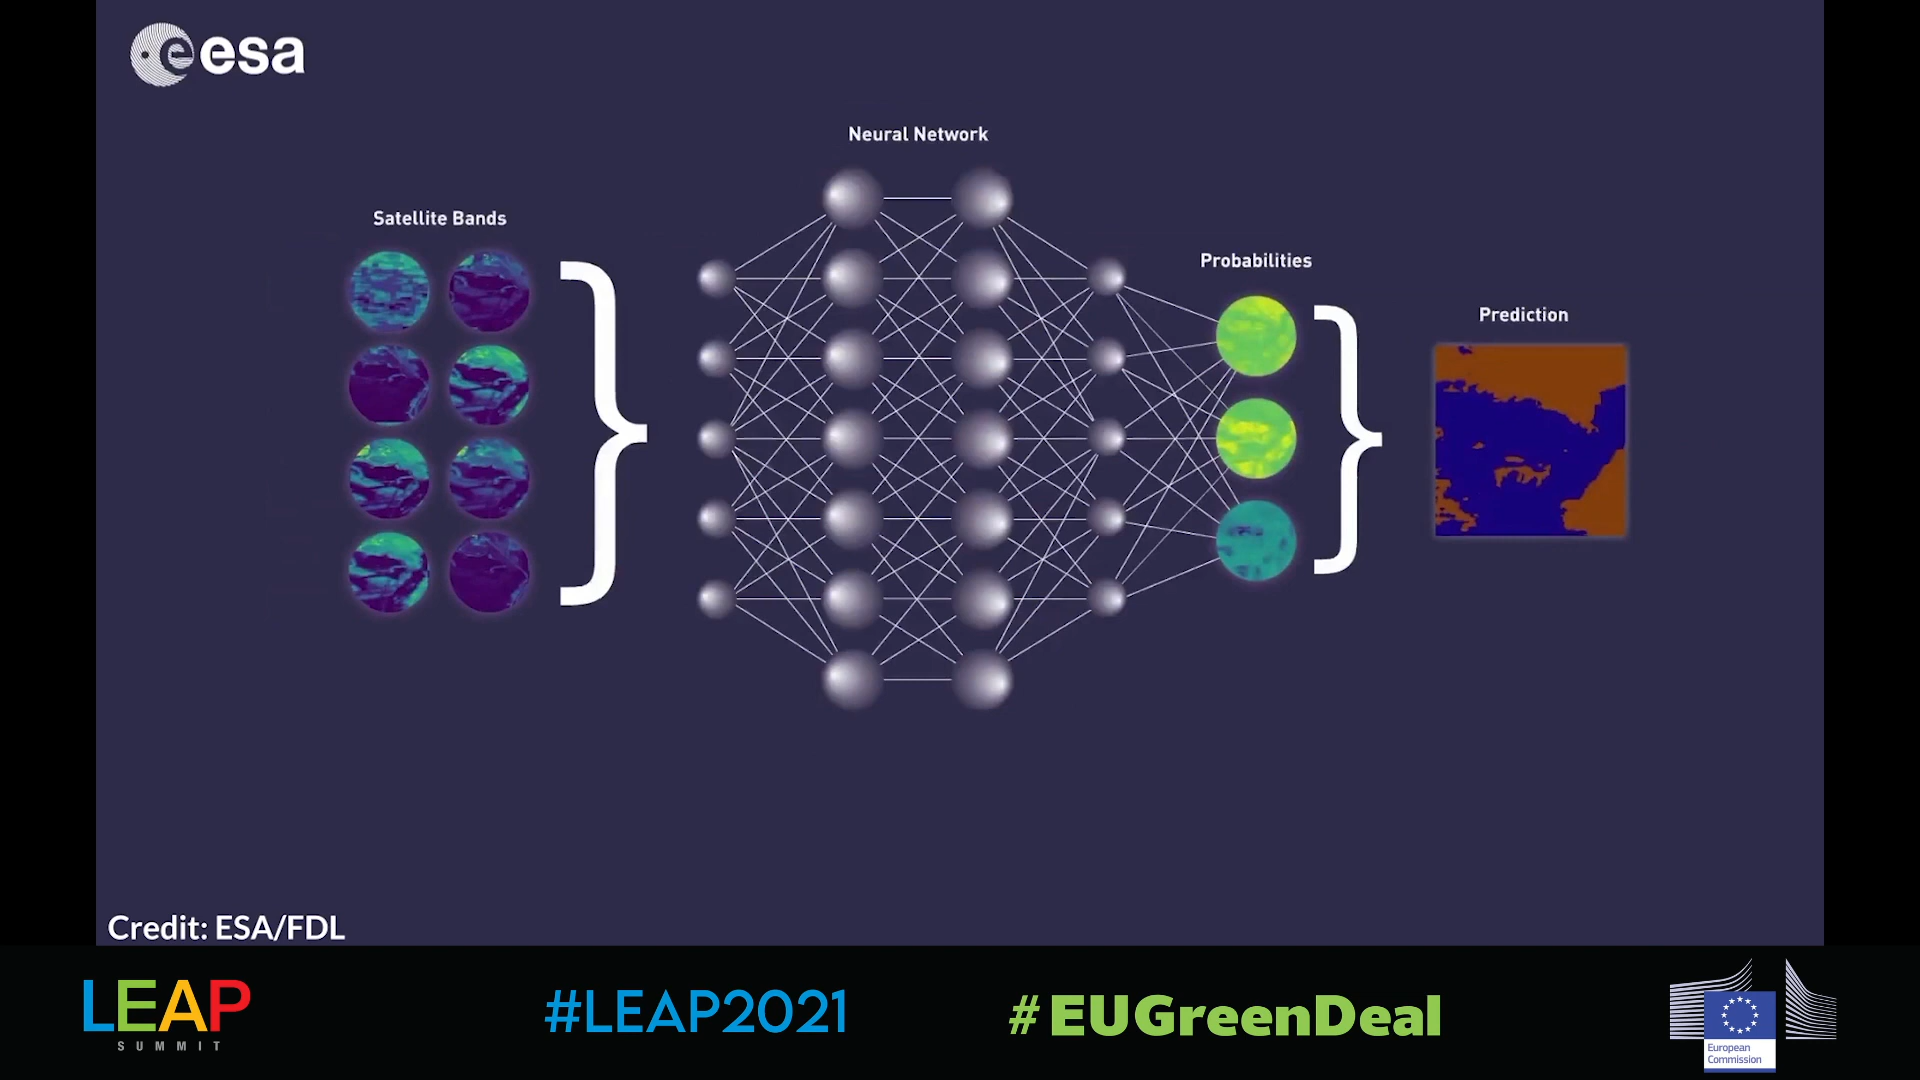 esa
Neural Network
Satellite Bands
Probabilities
Prediction
Credit: ESA/FDL
LEAP
SUMMIT
#LEAP2021
#EUGreenDeal
European
Commission